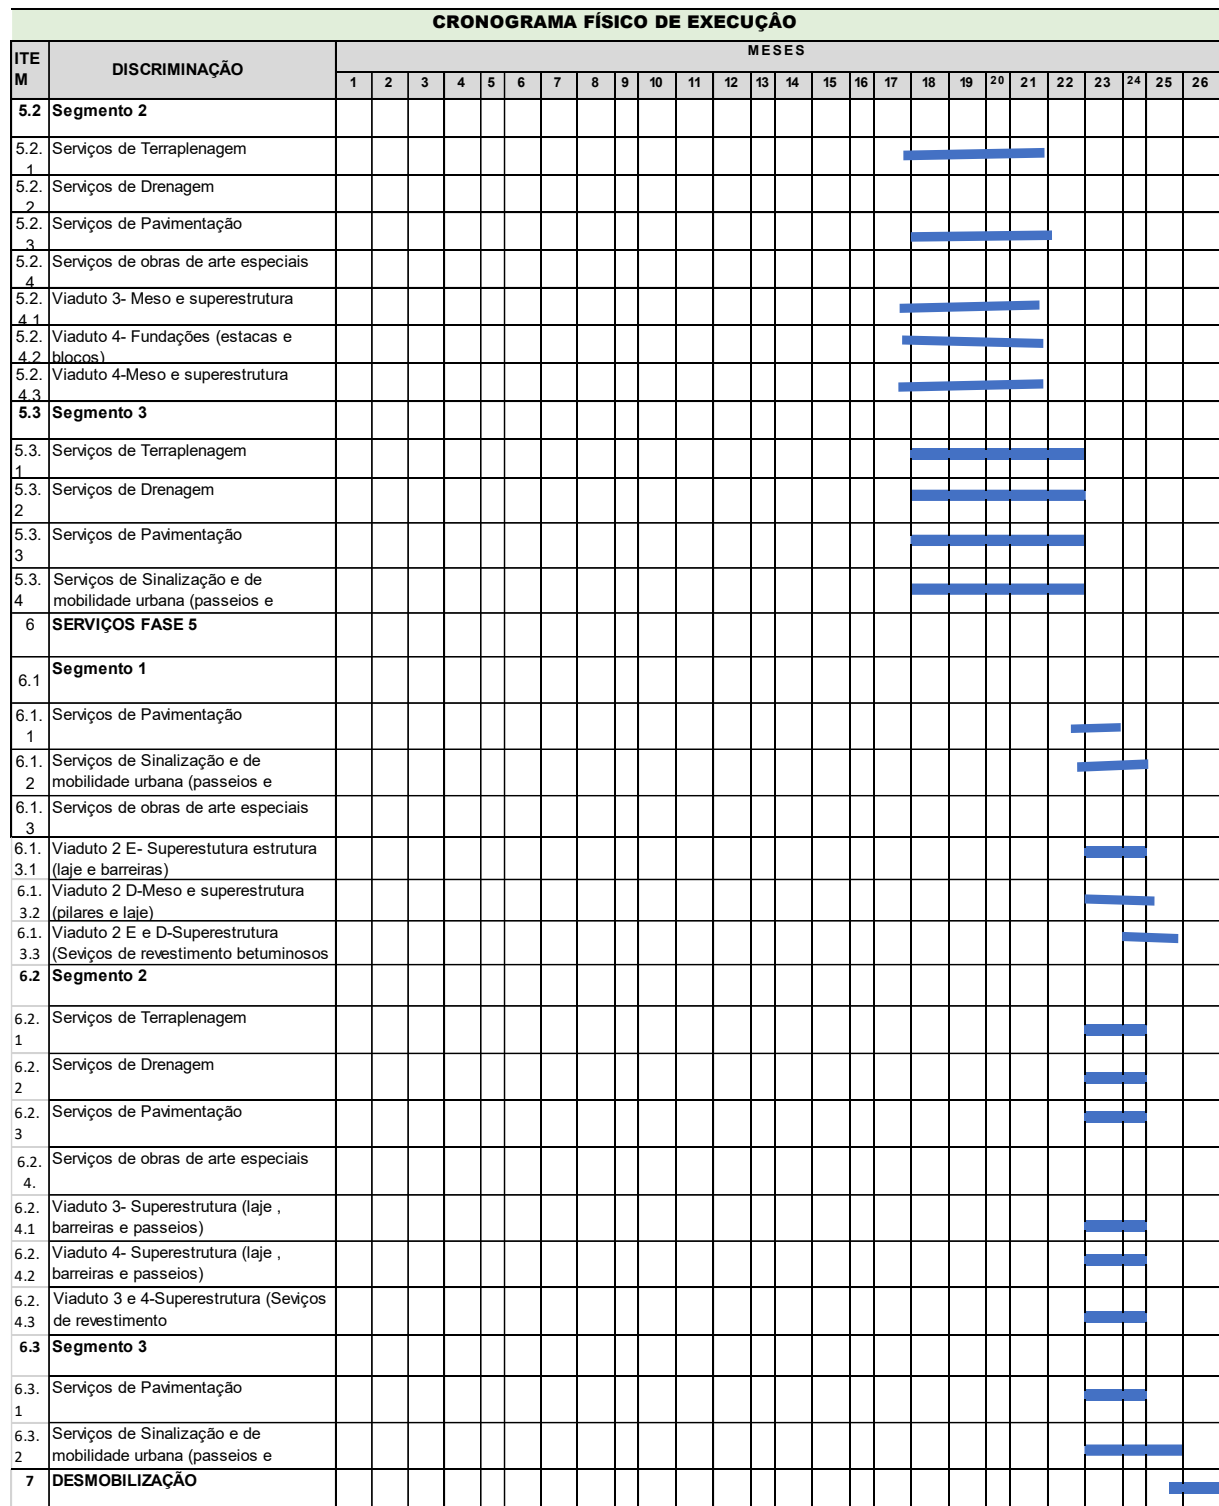 CRONOGRAMA FÍSICO DE EXECUÇÂO
ITE
M
DISCRIMINAÇÃO
MESES
1 2 3 4 5 6 7 8 9 10 11 12 13 14 15 16 17 18 19 20 21 22 23 24 25 26
5.2 Segmento 2
5.2. Serviços de Terraplenagem
1
5.2. Serviços de Drenagem
2
5.2. Serviços de Pavimentação
3
5.2. Serviços de obras de arte especiais
4
5.2. Viaduto 3- Meso e superestrutura
4.1
5.2. Viaduto 4- Fundações (estacas e
4.2 blocos)
5.2. Viaduto 4-Meso e superestrutura
4.3
5.3 Segmento 3
5.3. Serviços de Terraplenagem
1
5.3. Serviços de Drenagem
2
5.3. Serviços de Pavimentação
3
5.3. Serviços de Sinalização e de
4 mobilidade urbana (passeios e
6 SERVIÇOS FASE 5
6.1 Segmento 1
6.1. Serviços de Pavimentação
1
6.1. Serviços de Sinalização e de
2 mobilidade urbana (passeios e
6.1. Serviços de obras de arte especiais
3
6.1. Viaduto 2 E- Superestutura estrutura
3.1 (laje e barreiras)
6.1. Viaduto 2 D-Meso e superestrutura
3.2 (pilares e laje)
6.1. Viaduto 2 E e D-Superestrutura
3.3 (Seviços de revestimento betuminosos
6.2 Segmento 2
6.2. Serviços de Terraplenagem
1
6.2. Serviços de Drenagem
2
6.2. Serviços de Pavimentação
3
6.2. Serviços de obras de arte especiais
4.
6.2. Viaduto 3- Superestrutura (laje ,
4.1 barreiras e passeios)
6.2. Viaduto 4- Superestrutura (laje ,
4.2 barreiras e passeios)
6.2. Viaduto 3 e 4-Superestrutura (Seviços
4.3 de revestimento
6.3 Segmento 3
6.3. Serviços de Pavimentação
1
6.3. Serviços de Sinalização e de
2 mobilidade urbana (passeios e
7 DESMOBILIZAÇÃO